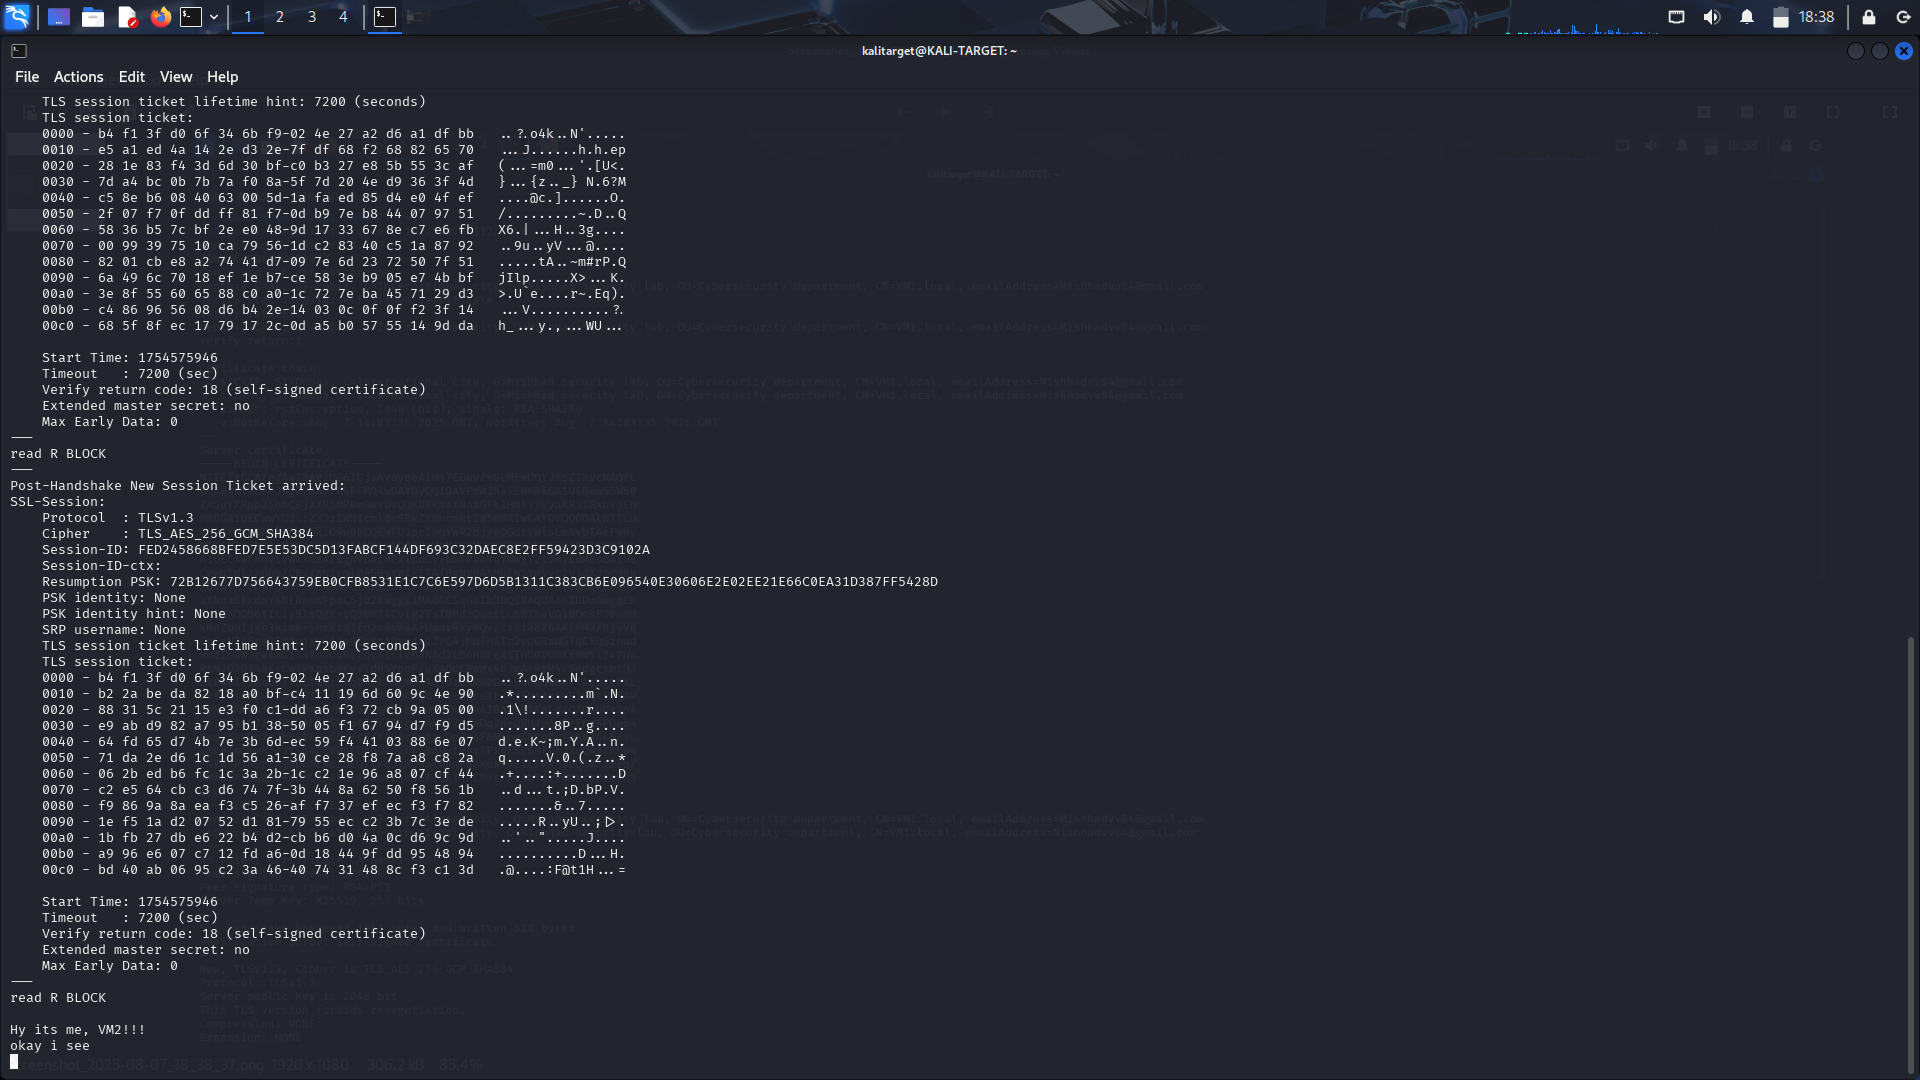 1 2 3 4 18:38
kalitarget@KALI-TARGET: ~
File Actions Edit View Help
TLS session ticket lifetime hint: 7200 (seconds)
TLS session ticket:
0000 - b4 f1 3f d0 6f 34 6b f9-02 4e 27 a2 d6 a1 df bb ..?.o4k..N'.....
0010 - e5 a1 ed 4a 14 2e d3 2e-7f df 68 f2 68 82 65 70 ...J......h.h.ep
0020 - 28 1e 83 f4 3d 6d 30 bf-c0 b3 27 e8 5b 55 3c af (...=m0...'.[U<.
0030 - 7d a4 bc 0b 7b 7a f0 8a-5f 7d 20 4e d9 36 3f 4d }...{z.._} N.6?M
0040 - c5 8e b6 08 40 63 00 5d-1a fa ed 85 d4 e0 4f ef ....@c.]......O.
0050 - 2f 07 f7 0f dd ff 81 f7-0d b9 7e b8 44 07 97 51 /.........~.D..Q
0060 - 58 36 b5 7c bf 2e e0 48-9d 17 33 67 8e c7 e6 fb X6.|...H..3g....
0070 - 00 99 39 75 10 ca 79 56-1d c2 83 40 c5 1a 87 92 ..9u..yV...@....
0080 - 82 01 cb e8 a2 74 41 d7-09 7e 6d 23 72 50 7f 51 .....tA..~m#rP.Q
0090 - 6a 49 6c 70 18 ef 1e b7-ce 58 3e b9 05 e7 4b bf jIlp.....X>...K.
00a0 - 3e 8f 55 60 65 88 c0 a0-1c 72 7e ba 45 71 29 d3 >.U`e....r~.Eq).
00b0 - c4 86 96 56 08 d6 b4 2e-14 03 0c 0f 0f f2 3f 14 ...V..........?.
00c0 - 68 5f 8f ec 17 79 17 2c-0d a5 b0 57 55 14 9d da h_...y.,...WU...
Start Time: 1754575946
Timeout   : 7200 (sec)
Verify return code: 18 (self-signed certificate)
Extended master secret: no
Max Early Data: 0
---
read R BLOCK
---
Post-Handshake New Session Ticket arrived:
SSL-Session:
Protocol  : TLSv1.3
Cipher    : TLS_AES_256_GCM_SHA384
Session-ID: FED2458668BFED7E5E53DC5D13FABCF144DF693C32DAEC8E2FF59423D3C9102A
Session-ID-ctx:
Resumption PSK: 72B12677D756643759EB0CFB8531E1C7C6E597D6D5B1311C383CB6E096540E30606E2E02EE21E66C0EA31D387FF5428D
PSK identity: None
PSK identity hint: None
SRP username: None
TLS session ticket lifetime hint: 7200 (seconds)
TLS session ticket:
0000 - b4 f1 3f d0 6f 34 6b f9-02 4e 27 a2 d6 a1 df bb ..?.o4k..N'.....
0010 - b2 2a be da 82 18 a0 bf-c4 11 19 6d 60 9c 4e 90 .*.........m`.N.
0020 - 88 31 5c 21 15 e3 f0 c1-dd a6 f3 72 cb 9a 05 00 .1\!.......r....
0030 - e9 ab d9 82 a7 95 b1 38-50 05 f1 67 94 d7 f9 d5 .......8P..g....
0040 - 64 fd 65 d7 4b 7e 3b 6d-ec 59 f4 41 03 88 6e 07 d.e.K~;m.Y.A..n.
0050 - 71 da 2e d6 1c 1d 56 a1-30 ce 28 f8 7a a8 c8 2a q.....V.0.(.z..*
0060 - 06 2b ed b6 fc 1c 3a 2b-1c c2 1e 96 a8 07 cf 44 .+....:+.......D
0070 - c2 e5 64 cb c3 d6 74 7f-3b 44 8a 62 50 f8 56 1b ..d...t.;D.bP.V.
0080 - f9 86 9a 8a ea f3 c5 26-af f7 37 ef ec f3 f7 82 .......&..7.....
0090 - 1e f5 1a d2 07 52 d1 81-79 55 ec c2 3b 7c 3e de .....R..yU..;|>.
00a0 - 1b fb 27 db e6 22 b4 d2-cb b6 d0 4a 0c d6 9c 9d ..'..".....J....
00b0 - a9 96 e6 07 c7 12 fd a6-0d 18 44 9f dd 95 48 94 ..........D...H.
00c0 - bd 40 ab 06 95 c2 3a 46-40 74 31 48 8c f3 c1 3d .@....:F@t1H...=
Start Time: 1754575946
Timeout   : 7200 (sec)
Verify return code: 18 (self-signed certificate)
Extended master secret: no
Max Early Data: 0
---
read R BLOCK
Hy its me, VM2!!!
okay i see